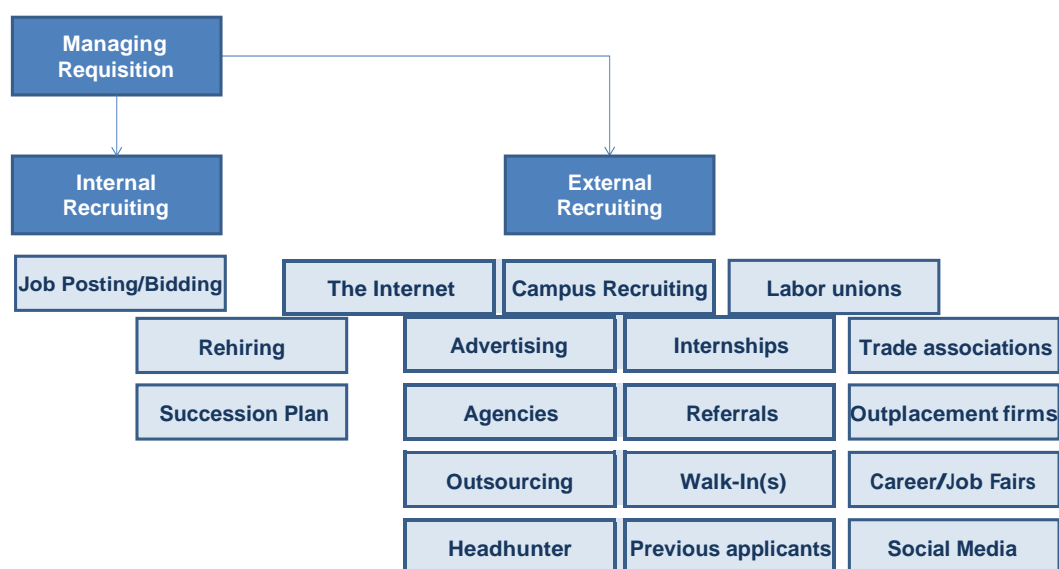 Managing
Requisition
Internal
Recruiting
External
Recruiting
Job Posting/Bidding
The Internet
Campus Recruiting
Labor unions
Rehiring
Advertising
Internships
Trade associations
Succession Plan
Agencies
Referrals
Outplacement firms
Outsourcing
Walk-In(s)
Career/Job Fairs
Headhunter
Previous applicants
Social Media